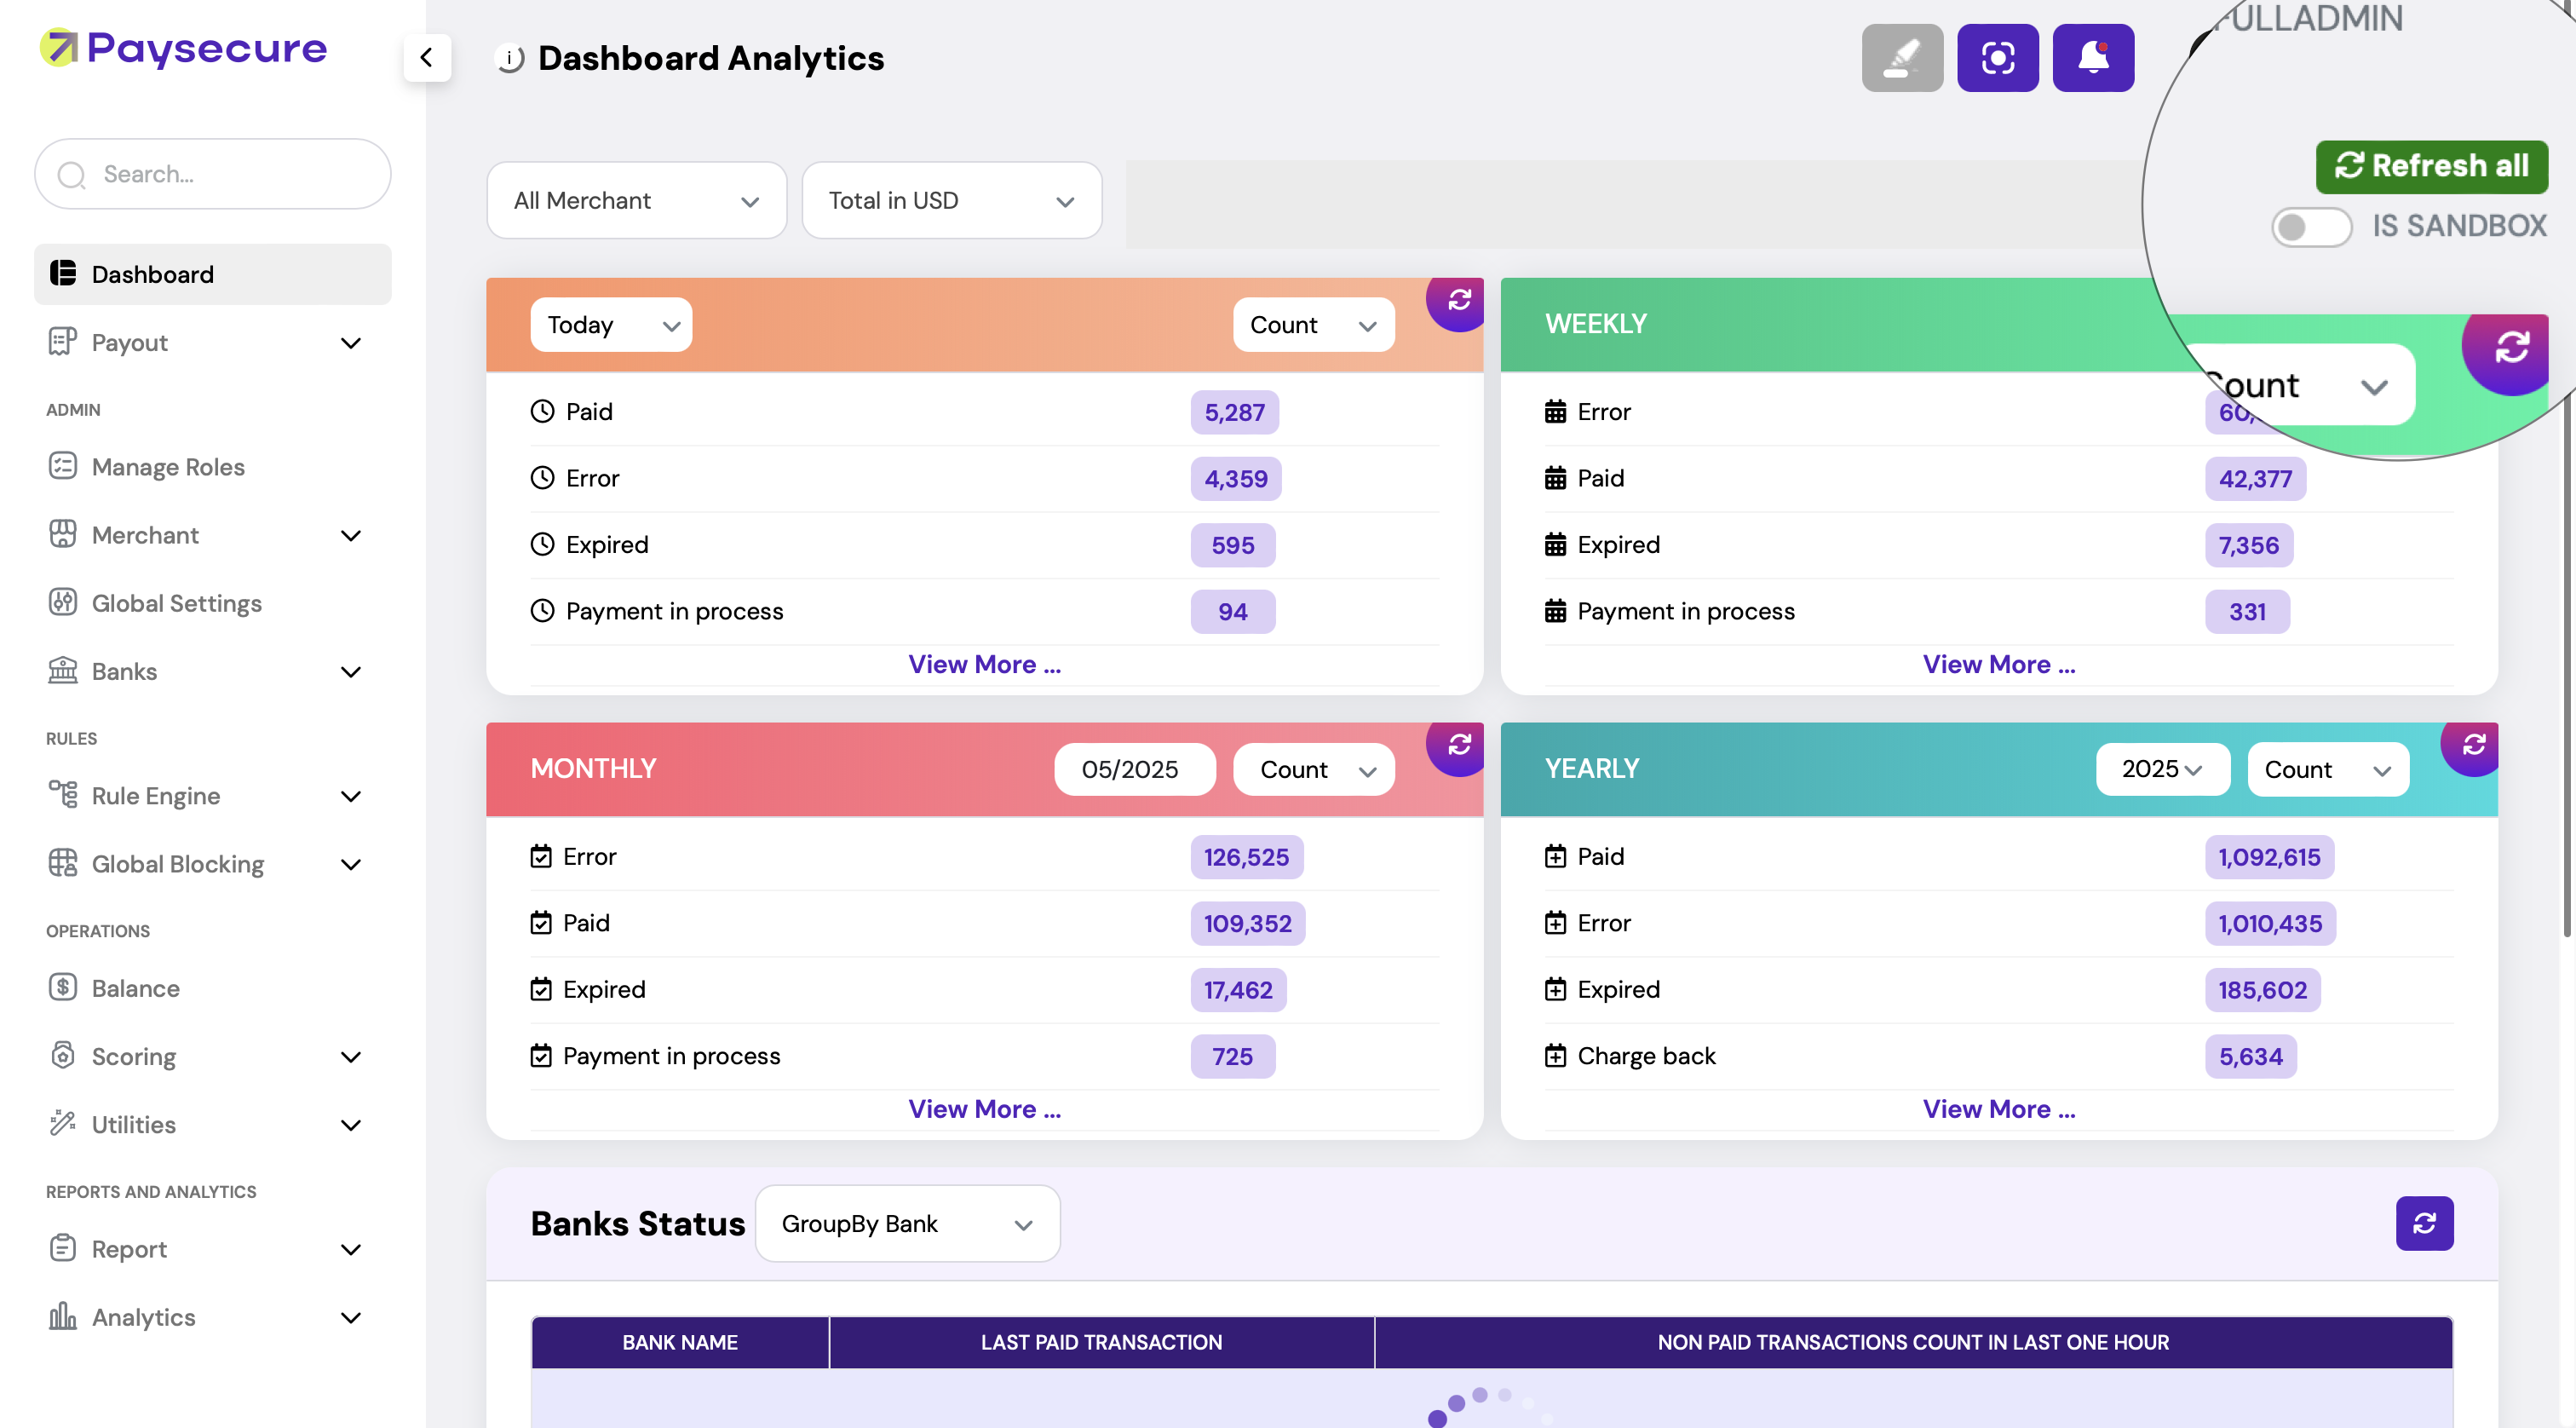 Paysecure
Search...
Dashboard
Payout
ADMIN
Manage Roles
Merchant
Global Settings
Banks
RULES
Rule Engine
Global Blocking
OPERATIONS
Balance
Scoring
Utilities
REPORTS AND ANALYTICS
Report
Analytics
i Dashboard Analytics
Refresh all
IS SANDBOX
All Merchant
Total in USD
Today
Count
Paid 5,287
Error 4,359
Expired 595
Payment in process 94
View More ...
WEEKLY
Count
Error
Paid 42,377
Expired 7,356
Payment in process 331
View More ...
MONTHLY 05/2025 Count
Error 126,525
Paid 109,352
Expired 17,462
Payment in process 725
View More ...
YEARLY 2025 Count
Paid 1,092,615
Error 1,010,435
Expired 185,602
Charge back 5,634
View More ...
Banks Status GroupBy Bank
BANK NAME LAST PAID TRANSACTION NON PAID TRANSACTIONS COUNT IN LAST ONE HOUR